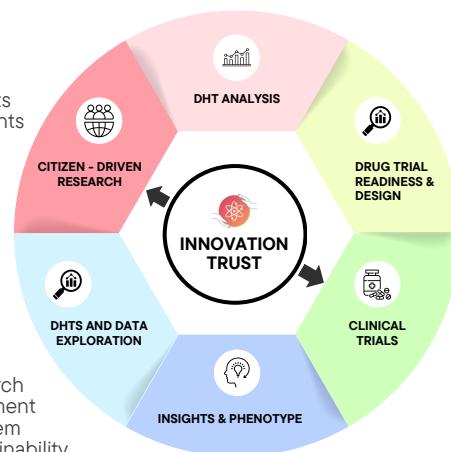 DHT ANALYSIS
CITIZEN - DRIVEN
RESEARCH
DRUG TRIAL
READINESS &
DESIGN
INNOVATION
TRUST
DHTS AND DATA
EXPLORATION
CLINICAL
TRIALS
INSIGHTS & PHENOTYPE